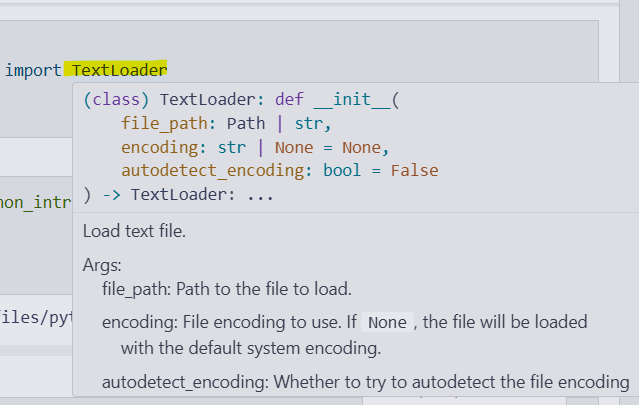 import TextLoader
(class) TextLoader: def __init__(
file_path: Path | str,
encoding: str | None = None,
autodetect_encoding: bool = False
) -> TextLoader: ...
non_intr
Load text file.
Args:
file_path: Path to the file to load.
iles/pyt
encoding: File encoding to use. If None, the file will be loaded
with the default system encoding.
autodetect_encoding: Whether to try to autodetect the file encoding